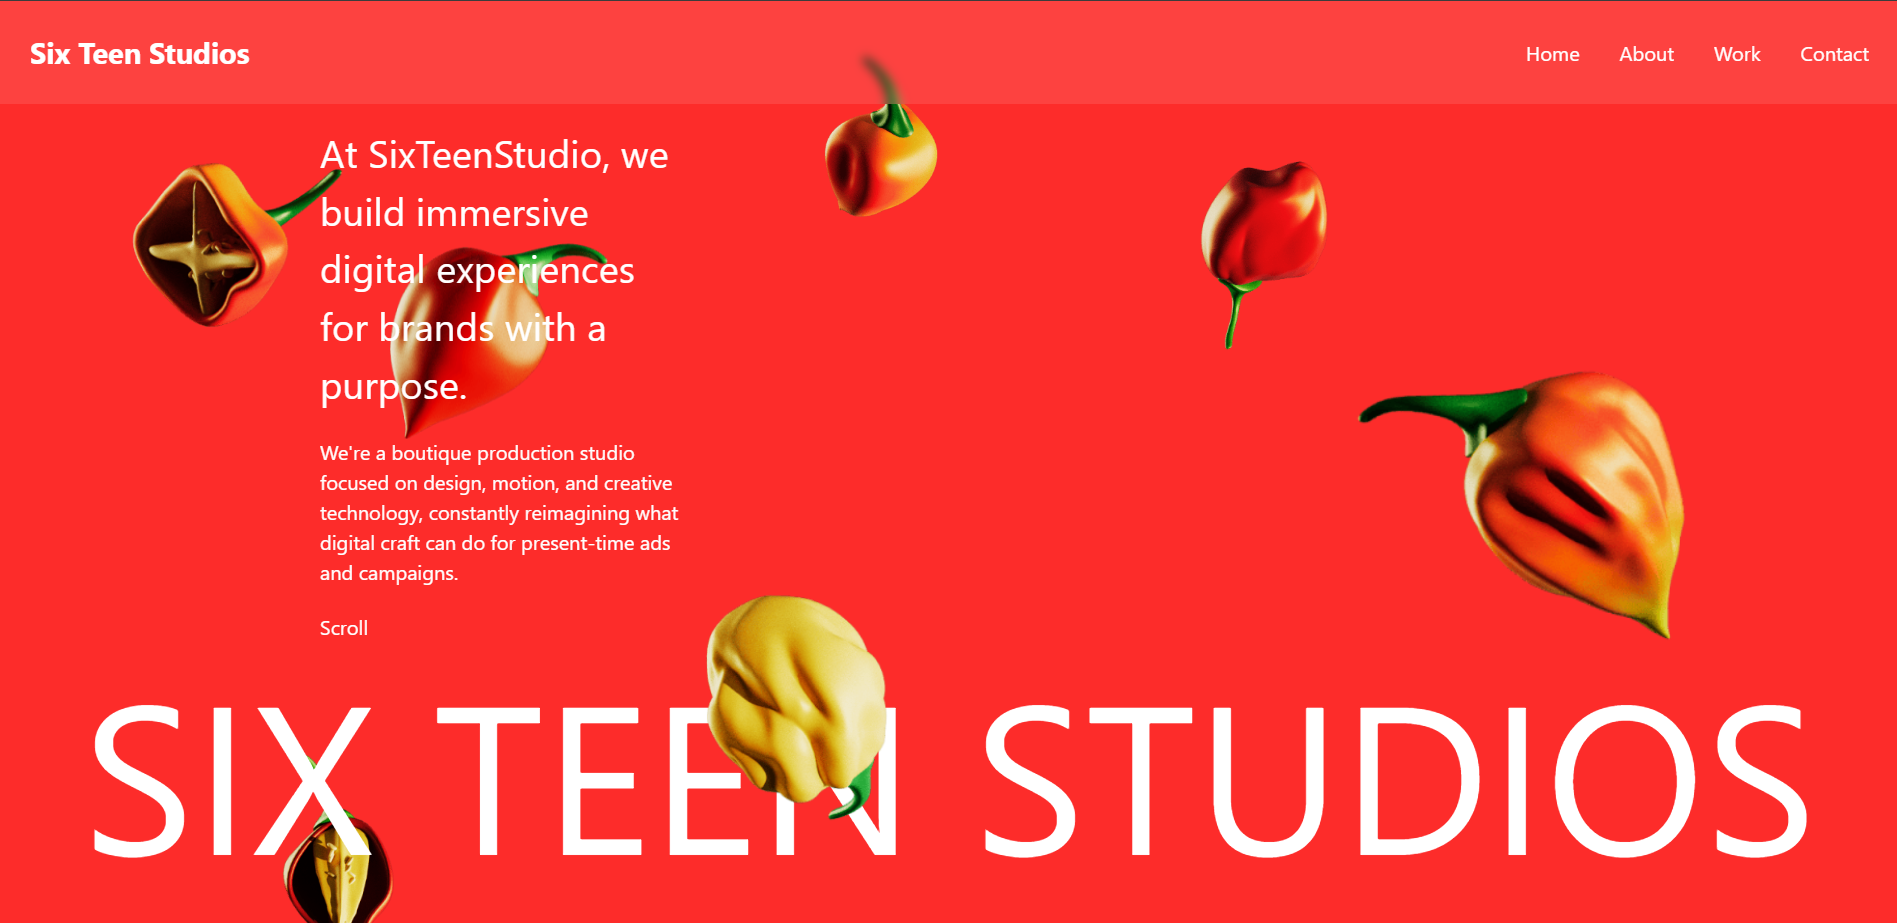 Six Teen Studios
Home About Work Contact
At SixTeenStudio, we
build immersive
digital experiences
for brands with a
purpose.
We're a boutique production studio
focused on design, motion, and creative
technology, constantly reimagining what
digital craft can do for present-time ads
and campaigns.
Scroll
SIX TEEN STUDIOS